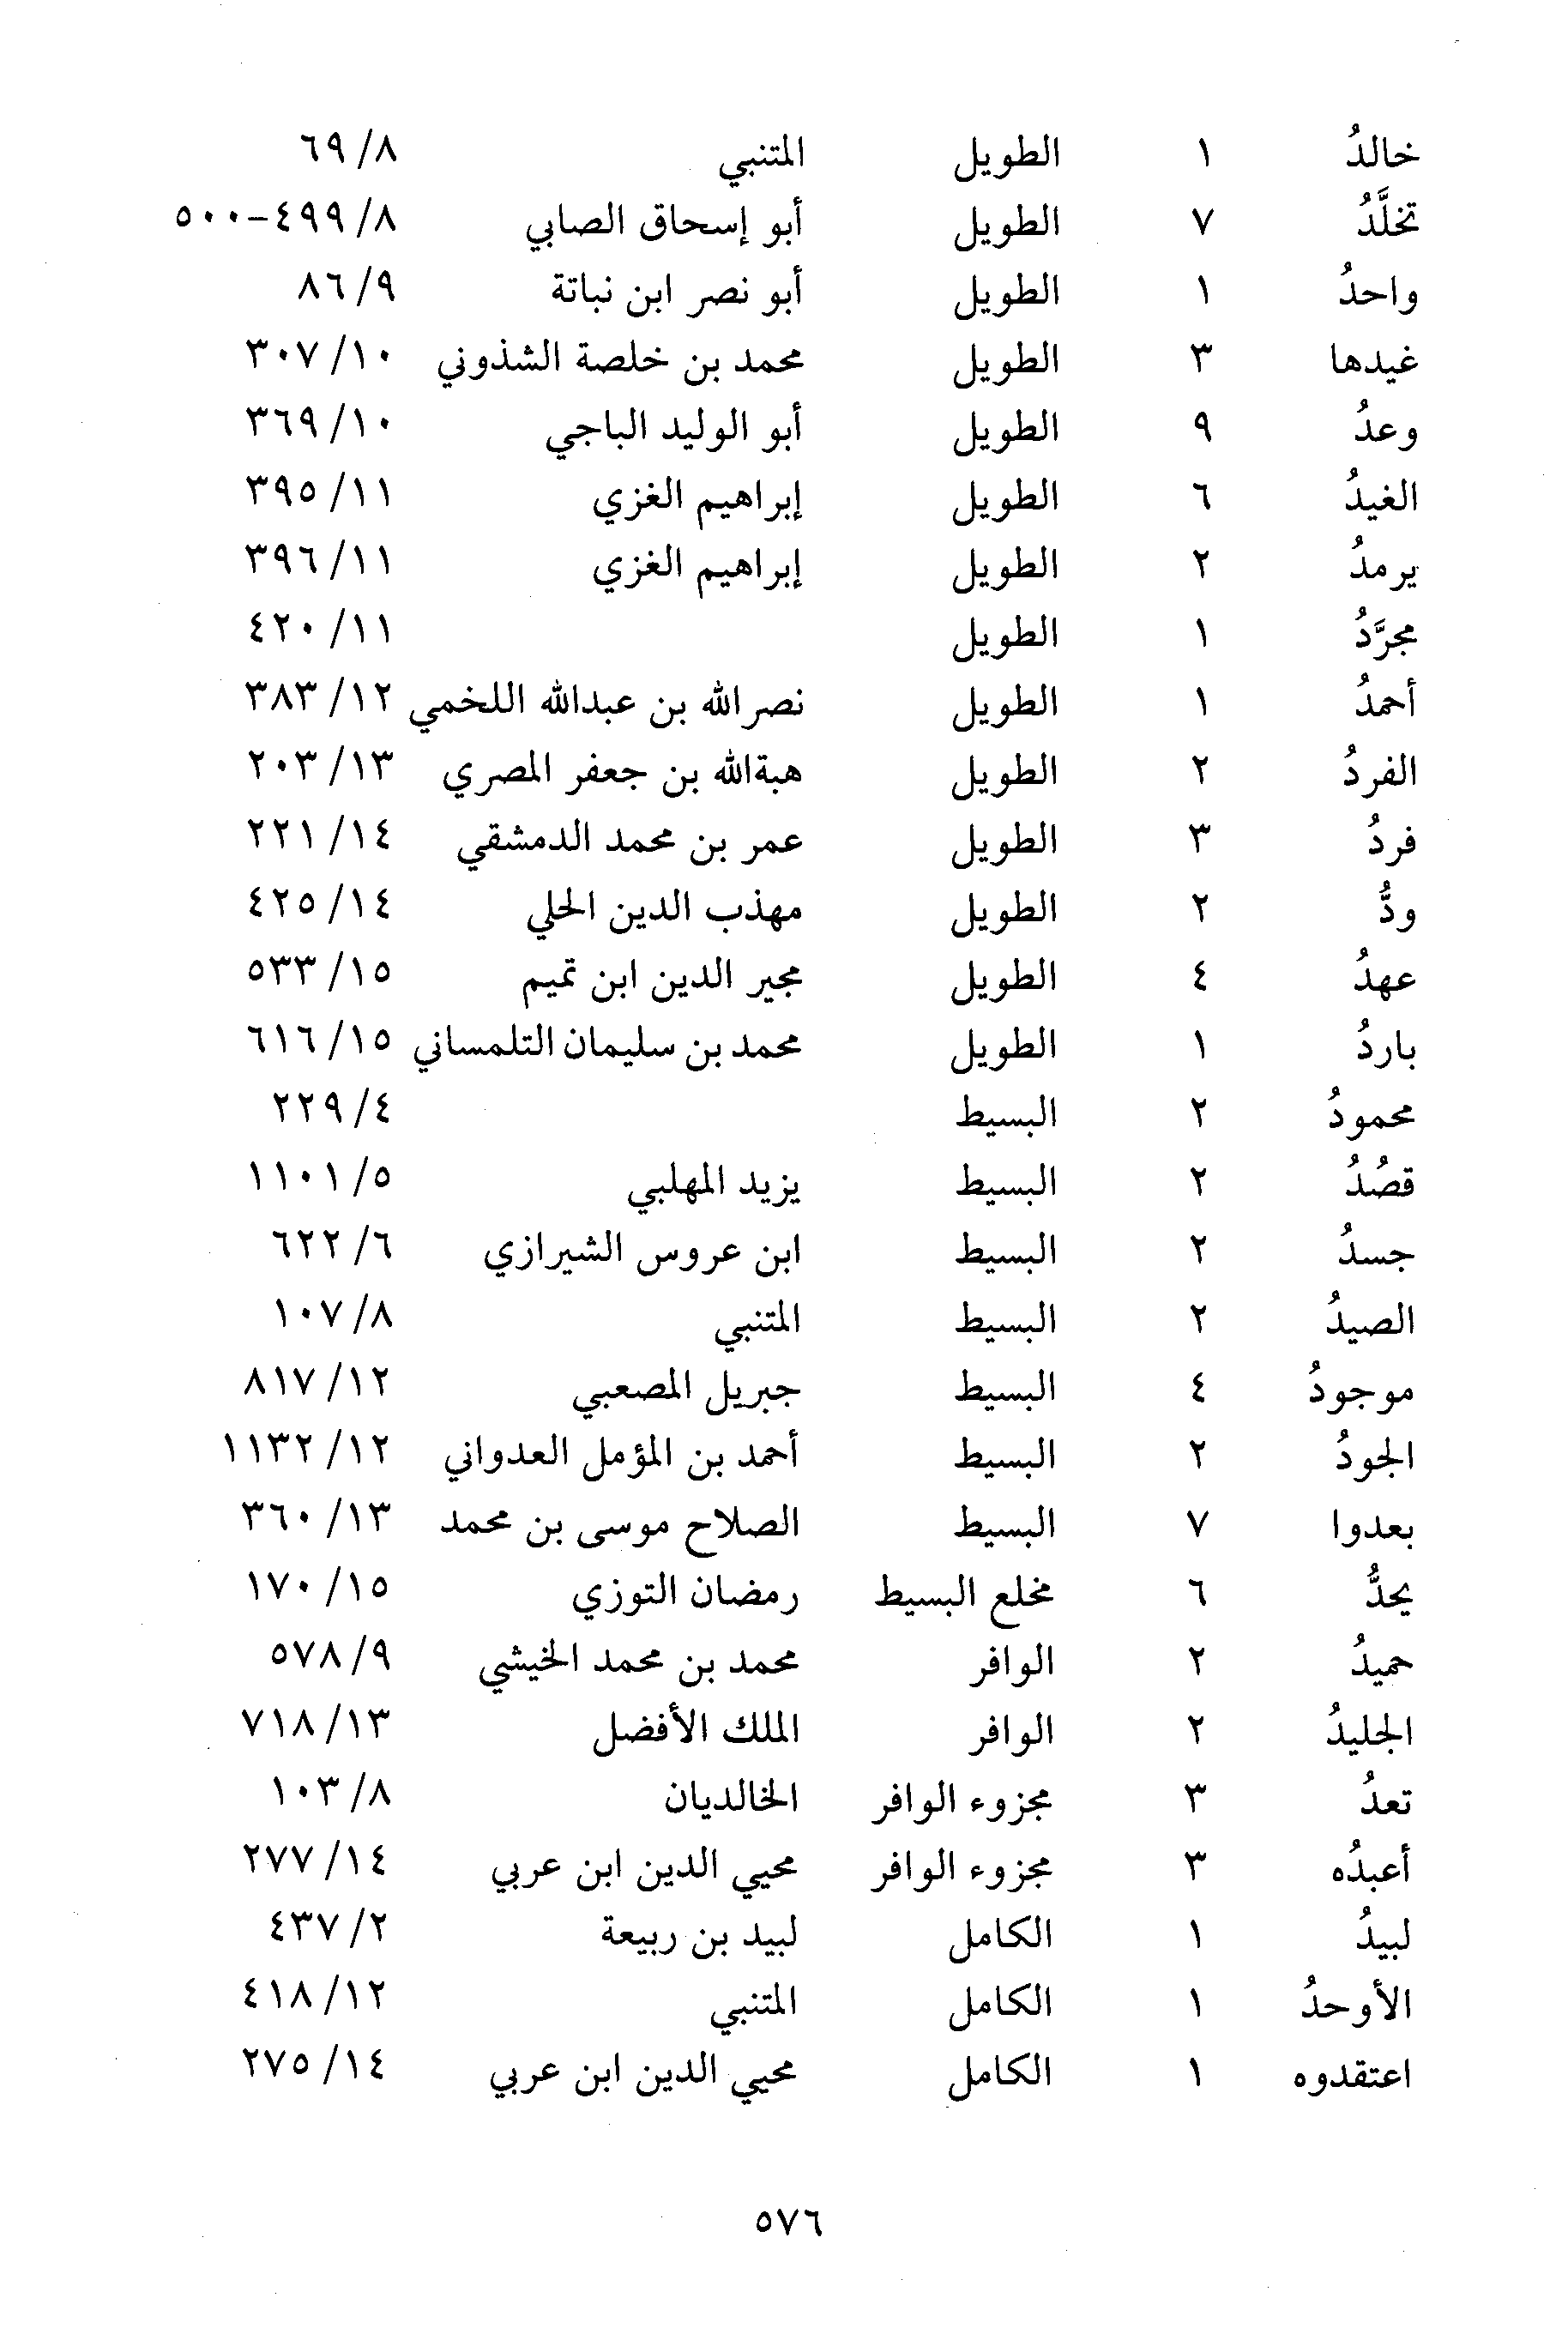 خالدُ ١ الطويل المتنبي ٨/ ٦٩
تخلَّدُ ٧ الطويل أبو إسحاق الصابي ٨/ ٤٩٩-٥٠٠
واحدُ ١ الطويل أبو نصر ابن نباتة ٩/ ٨٦
غيدها ٣ الطويل محمد بن خلصة الشذوني ١٠/ ٣٠٧
وعدُ ٩ الطويل أبو الوليد الباجي ١٠/ ٣٦٩
الغيدُ ٦ الطويل إبراهيم الغزي ١١/ ٣٩٥
يرمدُ ٢ الطويل إبراهيم الغزي ١١/ ٣٩٦
مجرَّدُ ١ الطويل ١١/ ٤٢٠
أحمدُ ١ الطويل نصرالله بن عبدالله اللخمي ١٢/ ٣٨٣
الفردُ ٢ الطويل هبةالله بن جعفر المصري ١٣/ ٢٠٣
فردُ ٣ الطويل عمر بن محمد الدمشقي ١٤/ ٢٢١
ودُّ ٢ الطويل مهذب الدين الحلي ١٤/ ٤٢٥
عهدُ ٤ الطويل مجير الدين ابن تميم ١٥/ ٥٣٣
باردُ ١ الطويل محمد بن سليمان التلمساني ١٥/ ٦١٦
محمودُ ٢ البسيط ٤/ ٢٢٩
قصُدُ ٢ البسيط يزيد المهلبي ٥/ ١١٠١
جسدُ ٢ البسيط ابن عروس الشيرازي ٦/ ٦٢٢
الصيدُ ٢ البسيط المتنبي ٨/ ١٠٧
موجودُ ٤ البسيط جبريل المصعبي ١٢/ ٨١٧
الجودُ ٢ البسيط أحمد بن المؤمل العدواني ١٢/ ١١٣٢
بعدوا ٧ البسيط الصلاح موسى بن محمد ١٣/ ٣٦٠
يحدُّ ٦ مخلع البسيط رمضان التوزي ١٥/ ١٧٠
حميدُ ٢ الوافر محمد بن محمد الخيشي ٩/ ٥٧٨
الجليدُ ٢ الوافر الملك الأفضل ١٣/ ٧١٨
تعدُ ٣ مجزوء الوافر الخالديان ٨/ ١٠٣
أعبدُه ٣ مجزوء الوافر محيي الدين ابن عربي ١٤/ ٢٧٧
لبيدُ ١ الكامل لبيد بن ربيعة ٢/ ٤٣٧
الأوحدُ ١ الكامل المتنبي ١٢/ ٤١٨
اعتقدوه ١ الكامل محيي الدين ابن عربي ١٤/ ٢٧٥
٥٧٦